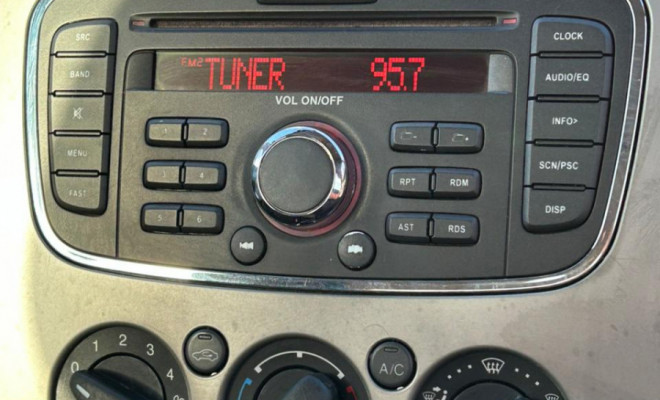 SRC
BAND
MENU
FAST
FM2 TUNER 95.7
VOL ON/OFF
1 2
3 4
5 6
RPT RDM
AST RDS
CLOCK
AUDIO/EQ
INFO>
SCN/PSC
DISP
0 1 2 3 4
A/C